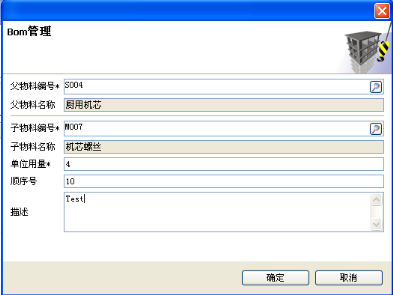 Bom管理
父物料编号* S004
父物料名称 厨用机芯
子物料编号* M007
子物料名称 机芯螺丝
单位用量* 4
顺序号 10
描述 Test
确定 取消